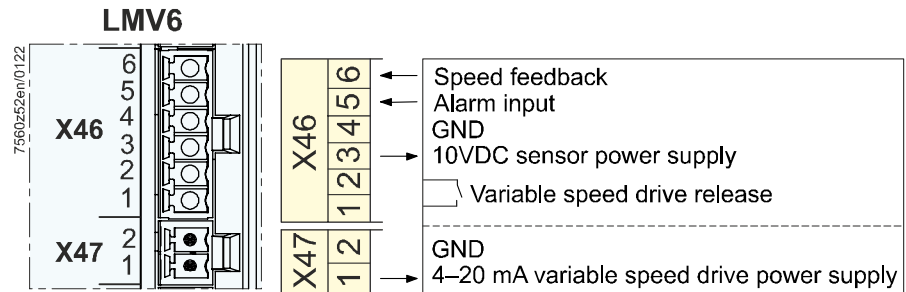 LMV6
7560z52en/0122
X46
6
5
4
3
2
1
X47
2
1
X46
6
5
4
3
2
1
X47
2
1
Speed feedback
Alarm input
GND
10VDC sensor power supply
Variable speed drive release
GND
4–20 mA variable speed drive power supply